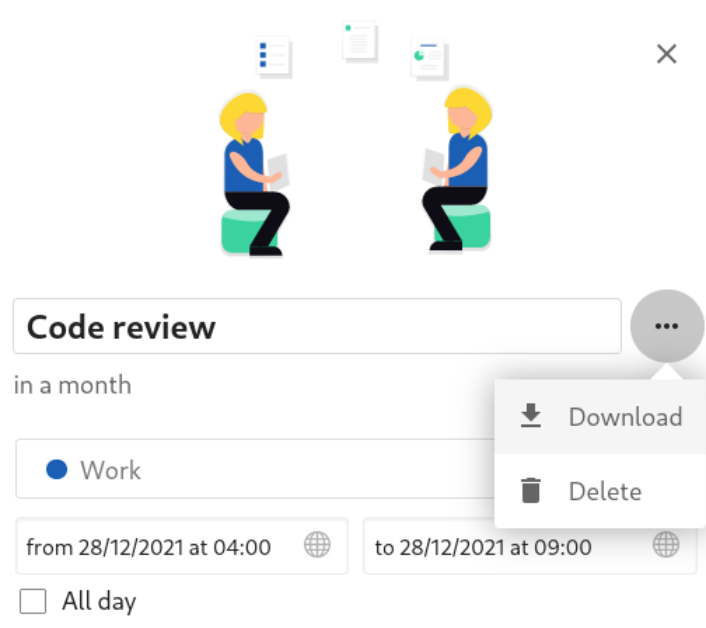 Code review
in a month
Download
Work
Delete
from 28/12/2021 at 04:00
to 28/12/2021 at 09:00
All day